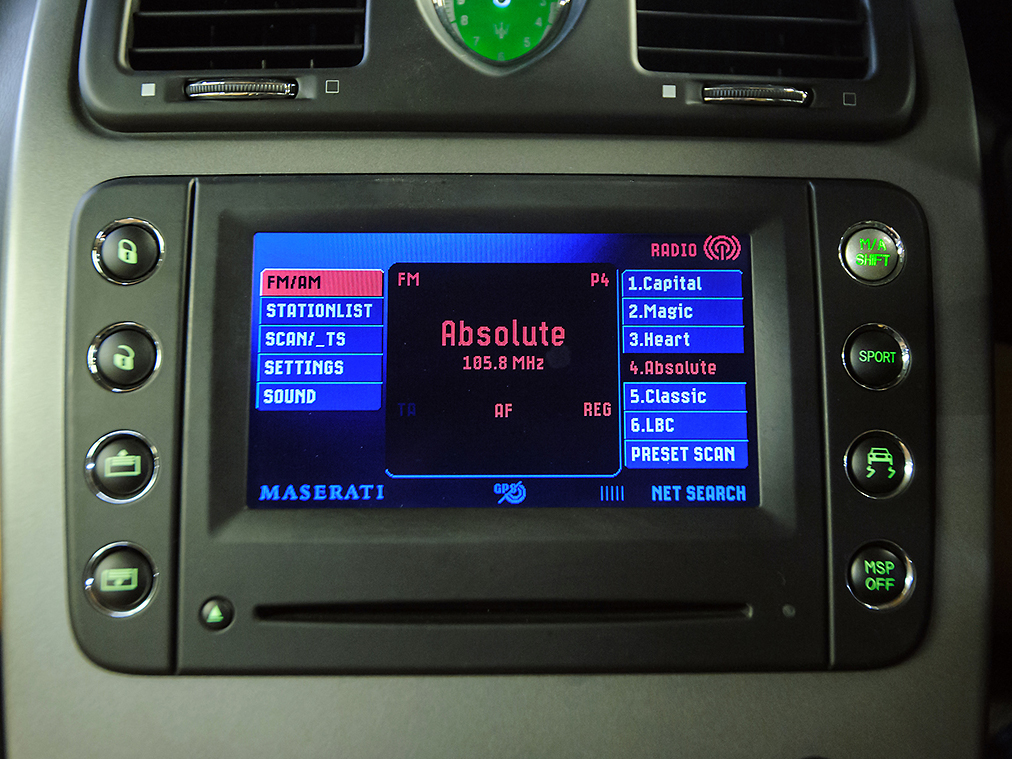 RADIO
FM/AM
STATIONLIST
SCAN/_TS
SETTINGS
SOUND
FM P4
Absolute
105.8 MHz
TA AF REG
1.Capital
2.Magic
3.Heart
4.Absolute
5.Classic
6.LBC
PRESET SCAN
MASERATI GPS NET SEARCH
M/A
SHIFT
SPORT
MSP
OFF